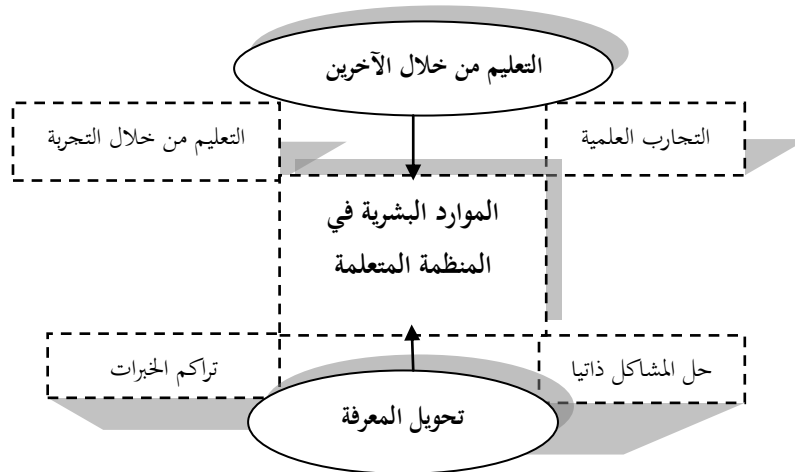 التعليم من خلال الآخرين
التجارب العلمية
التعليم من خلال التجربة
الموارد البشرية في
المنظمة المتعلمة
حل المشاكل ذاتيا
تراكم الخبرات
تحويل المعرفة